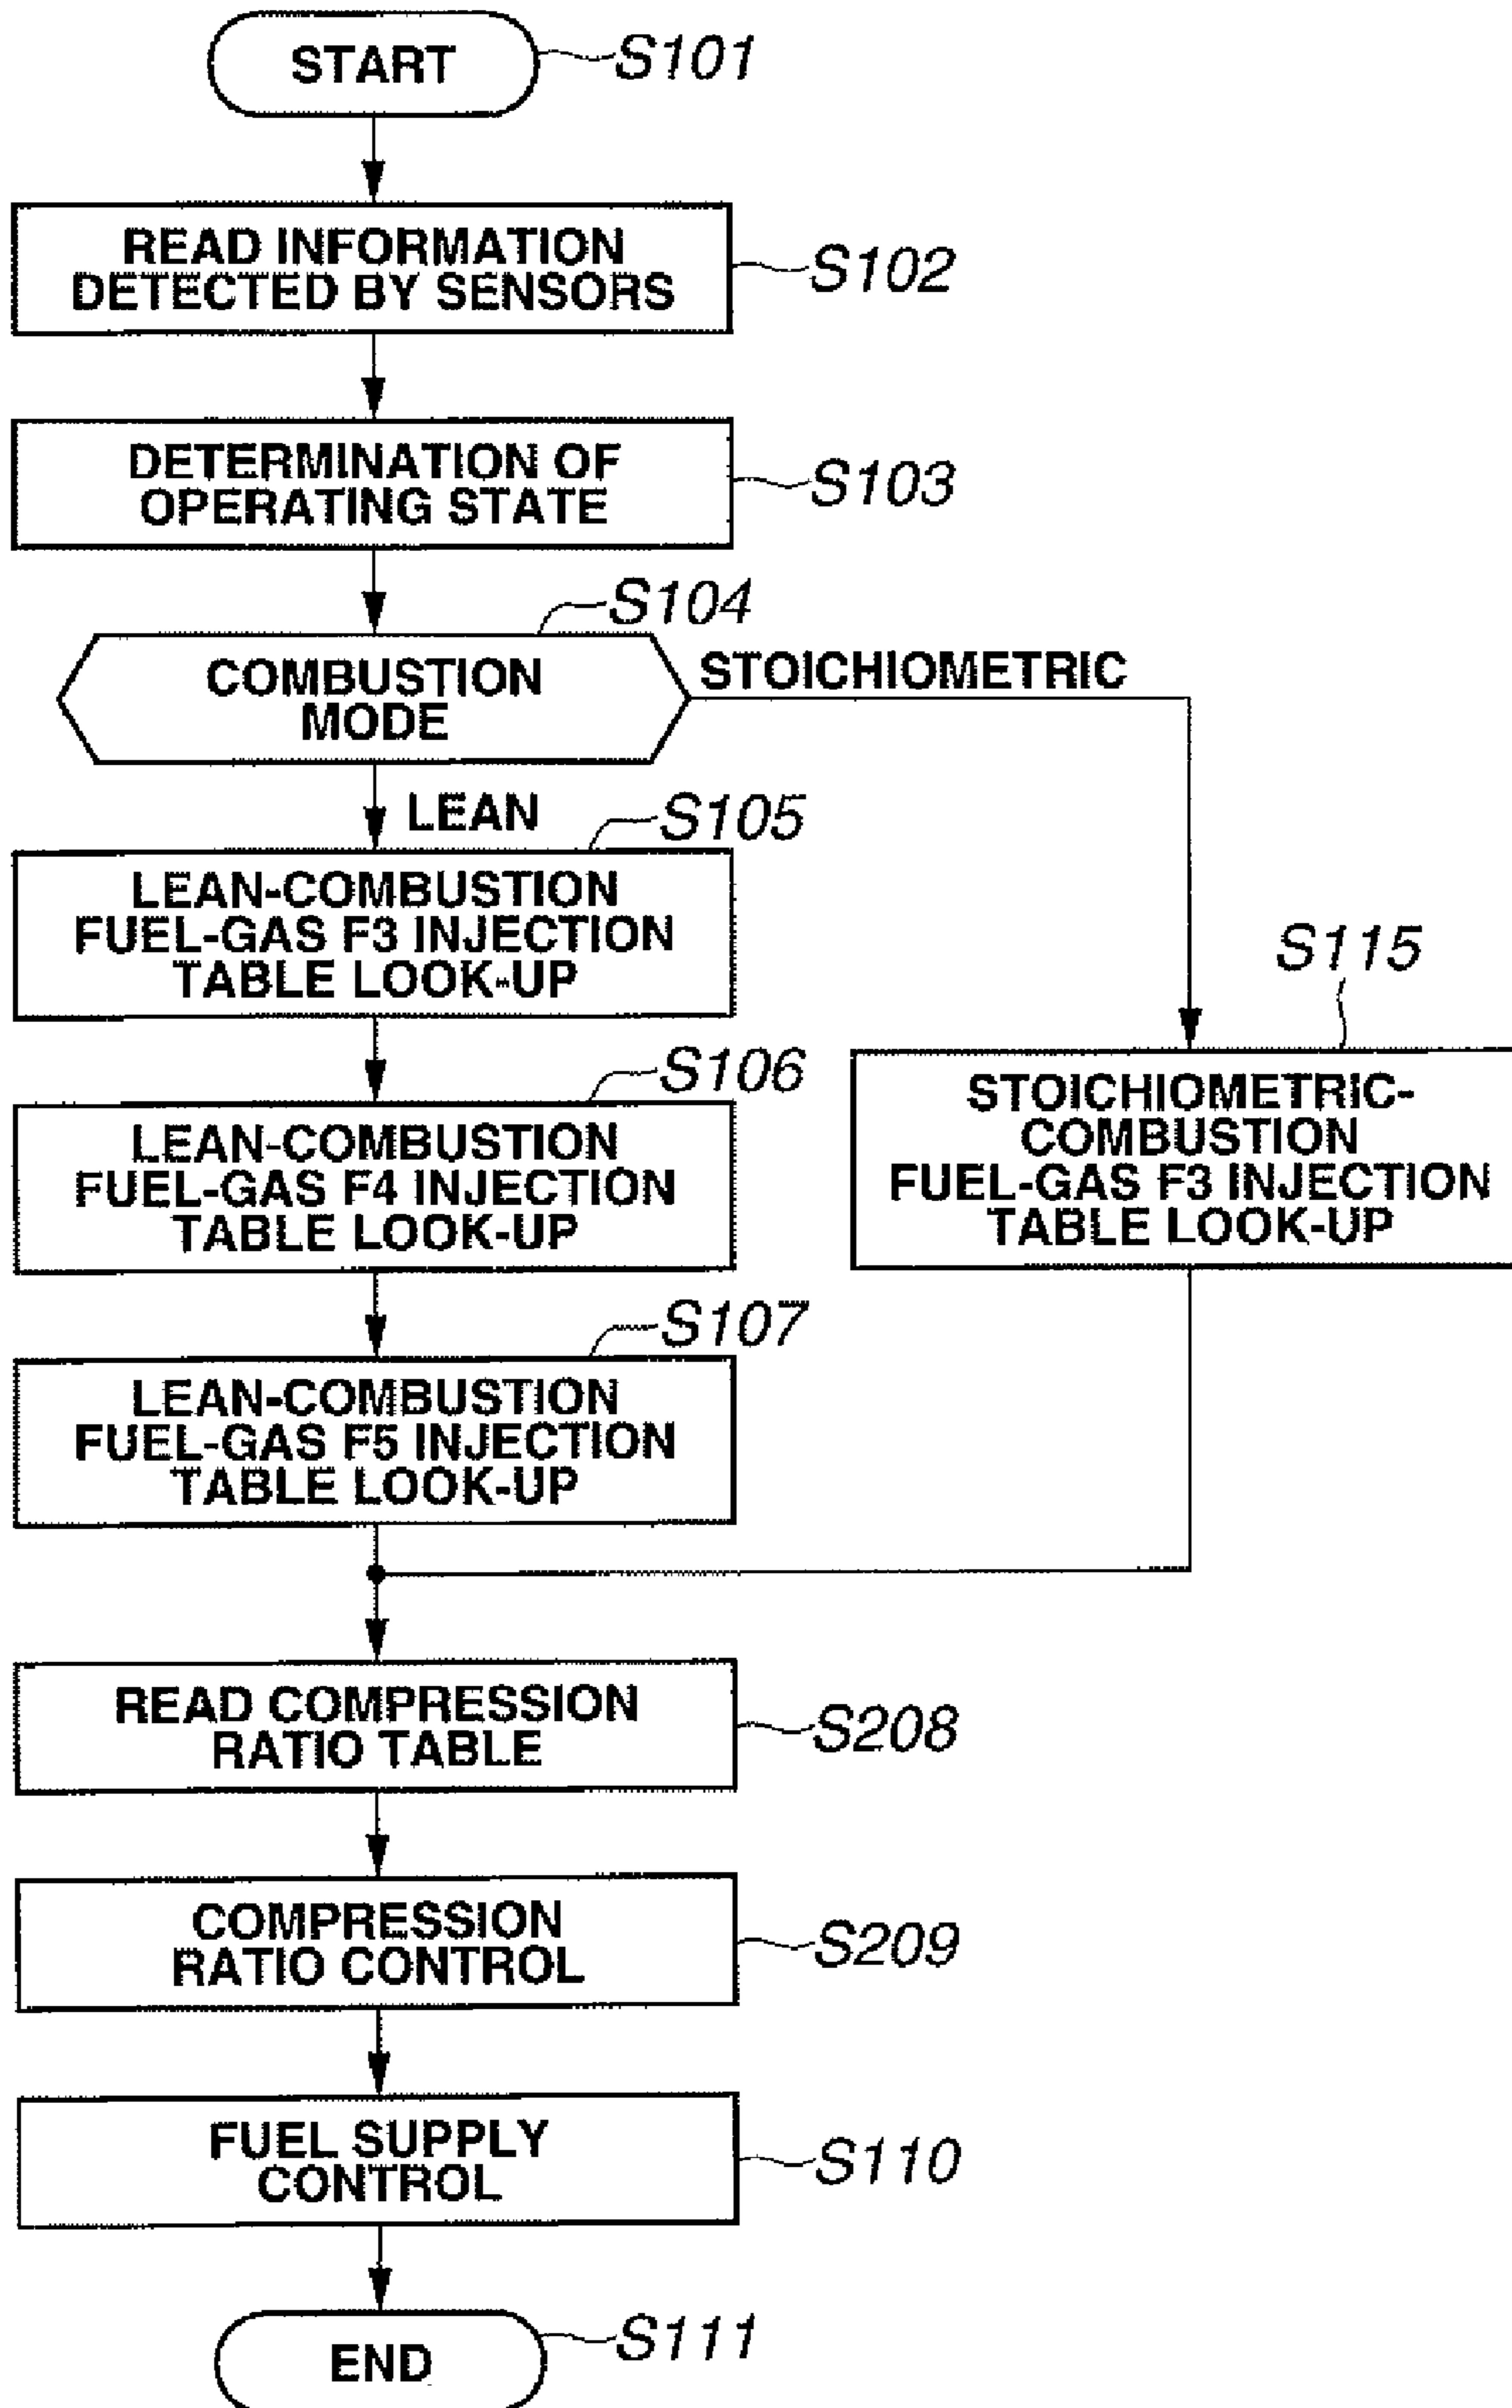 START
S101
READ INFORMATION
DETECTED BY SENSORS
S102
DETERMINATION OF
OPERATING STATE
S103
S104
COMBUSTION
MODE
STOICHIOMETRIC
LEAN
S105
LEAN-COMBUSTION
FUEL-GAS F3 INJECTION
TABLE LOOK-UP
S115
STOICHIOMETRIC-
COMBUSTION
FUEL-GAS F3 INJECTION
TABLE LOOK-UP
S106
LEAN-COMBUSTION
FUEL-GAS F4 INJECTION
TABLE LOOK-UP
S107
LEAN-COMBUSTION
FUEL-GAS F5 INJECTION
TABLE LOOK-UP
READ COMPRESSION
RATIO TABLE
S208
COMPRESSION
RATIO CONTROL
S209
FUEL SUPPLY
CONTROL
S110
END
S111